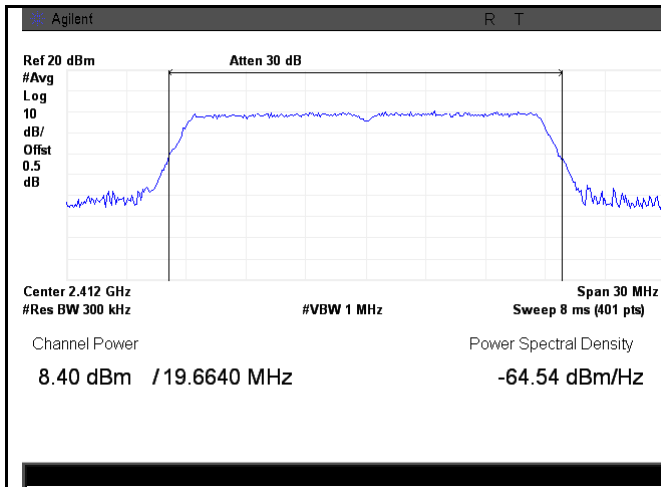 Agilent R T
Ref 20 dBm Atten 30 dB
#Avg
Log
10
dB/
Offst
0.5
dB
Center 2.412 GHz Span 30 MHz
#Res BW 300 kHz #VBW 1 MHz Sweep 8 ms (401 pts)
Channel Power Power Spectral Density
8.40 dBm / 19.6640 MHz -64.54 dBm/Hz